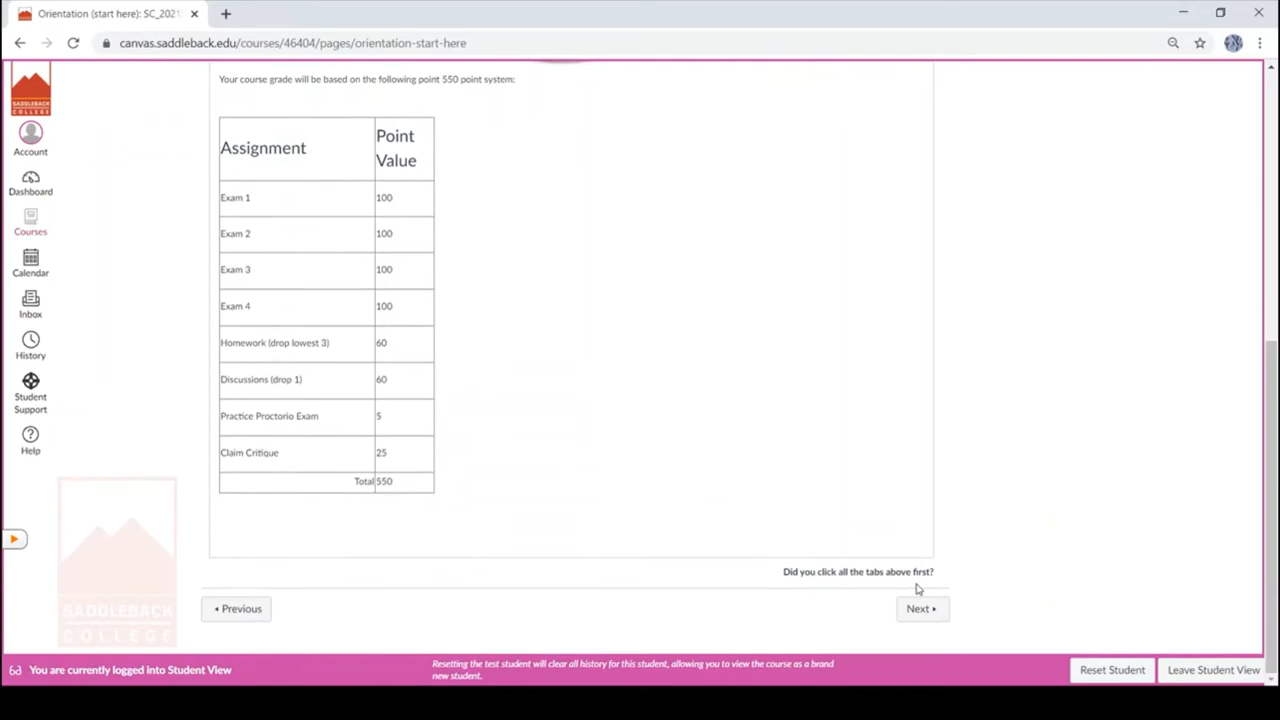 Orientation (start here): SC_2021
canvas.saddleback.edu/courses/46404/pages/orientation-start-here
SADDLEBACK
COLLEGE
Account
Dashboard
Courses
Calendar
Inbox
History
Student
Support
Help
Your course grade will be based on the following point 550 point system:
Assignment Point Value
Exam 1 100
Exam 2 100
Exam 3 100
Exam 4 100
Homework (drop lowest 3) 60
Discussions (drop 1) 60
Practice Proctorio Exam 5
Claim Critique 25
Total 550
SADDLEBACK
COLLEGE
Did you click all the tabs above first?
Previous Next
You are currently logged into Student View
Resetting the test student will clear all history for this student, allowing you to view the course as a brand
new student.
Reset Student Leave Student View